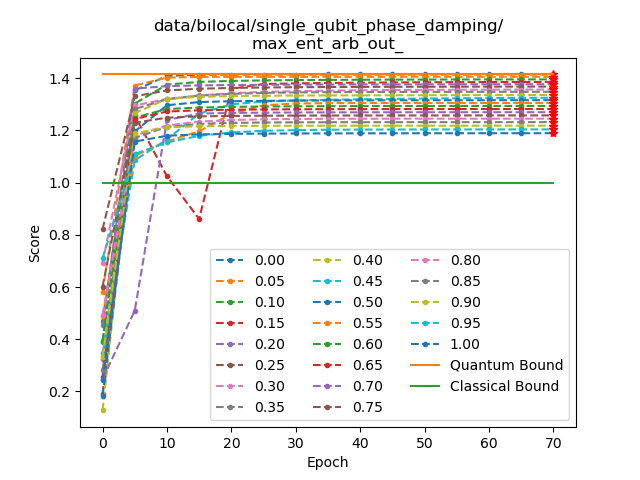 data/bilocal/single_qubit_phase_damping/
max_ent_arb_out_
Score
1.4
1.2
1.0
0.8
0.6
0.4
0.2
0.00 0.40 0.80
0.05 0.45 0.85
0.10 0.50 0.90
0.15 0.55 0.95
0.20 0.60 1.00
0.25 0.65 Quantum Bound
0.30 0.70 Classical Bound
0.35 0.75
0 10 20 30 40 50 60 70
Epoch